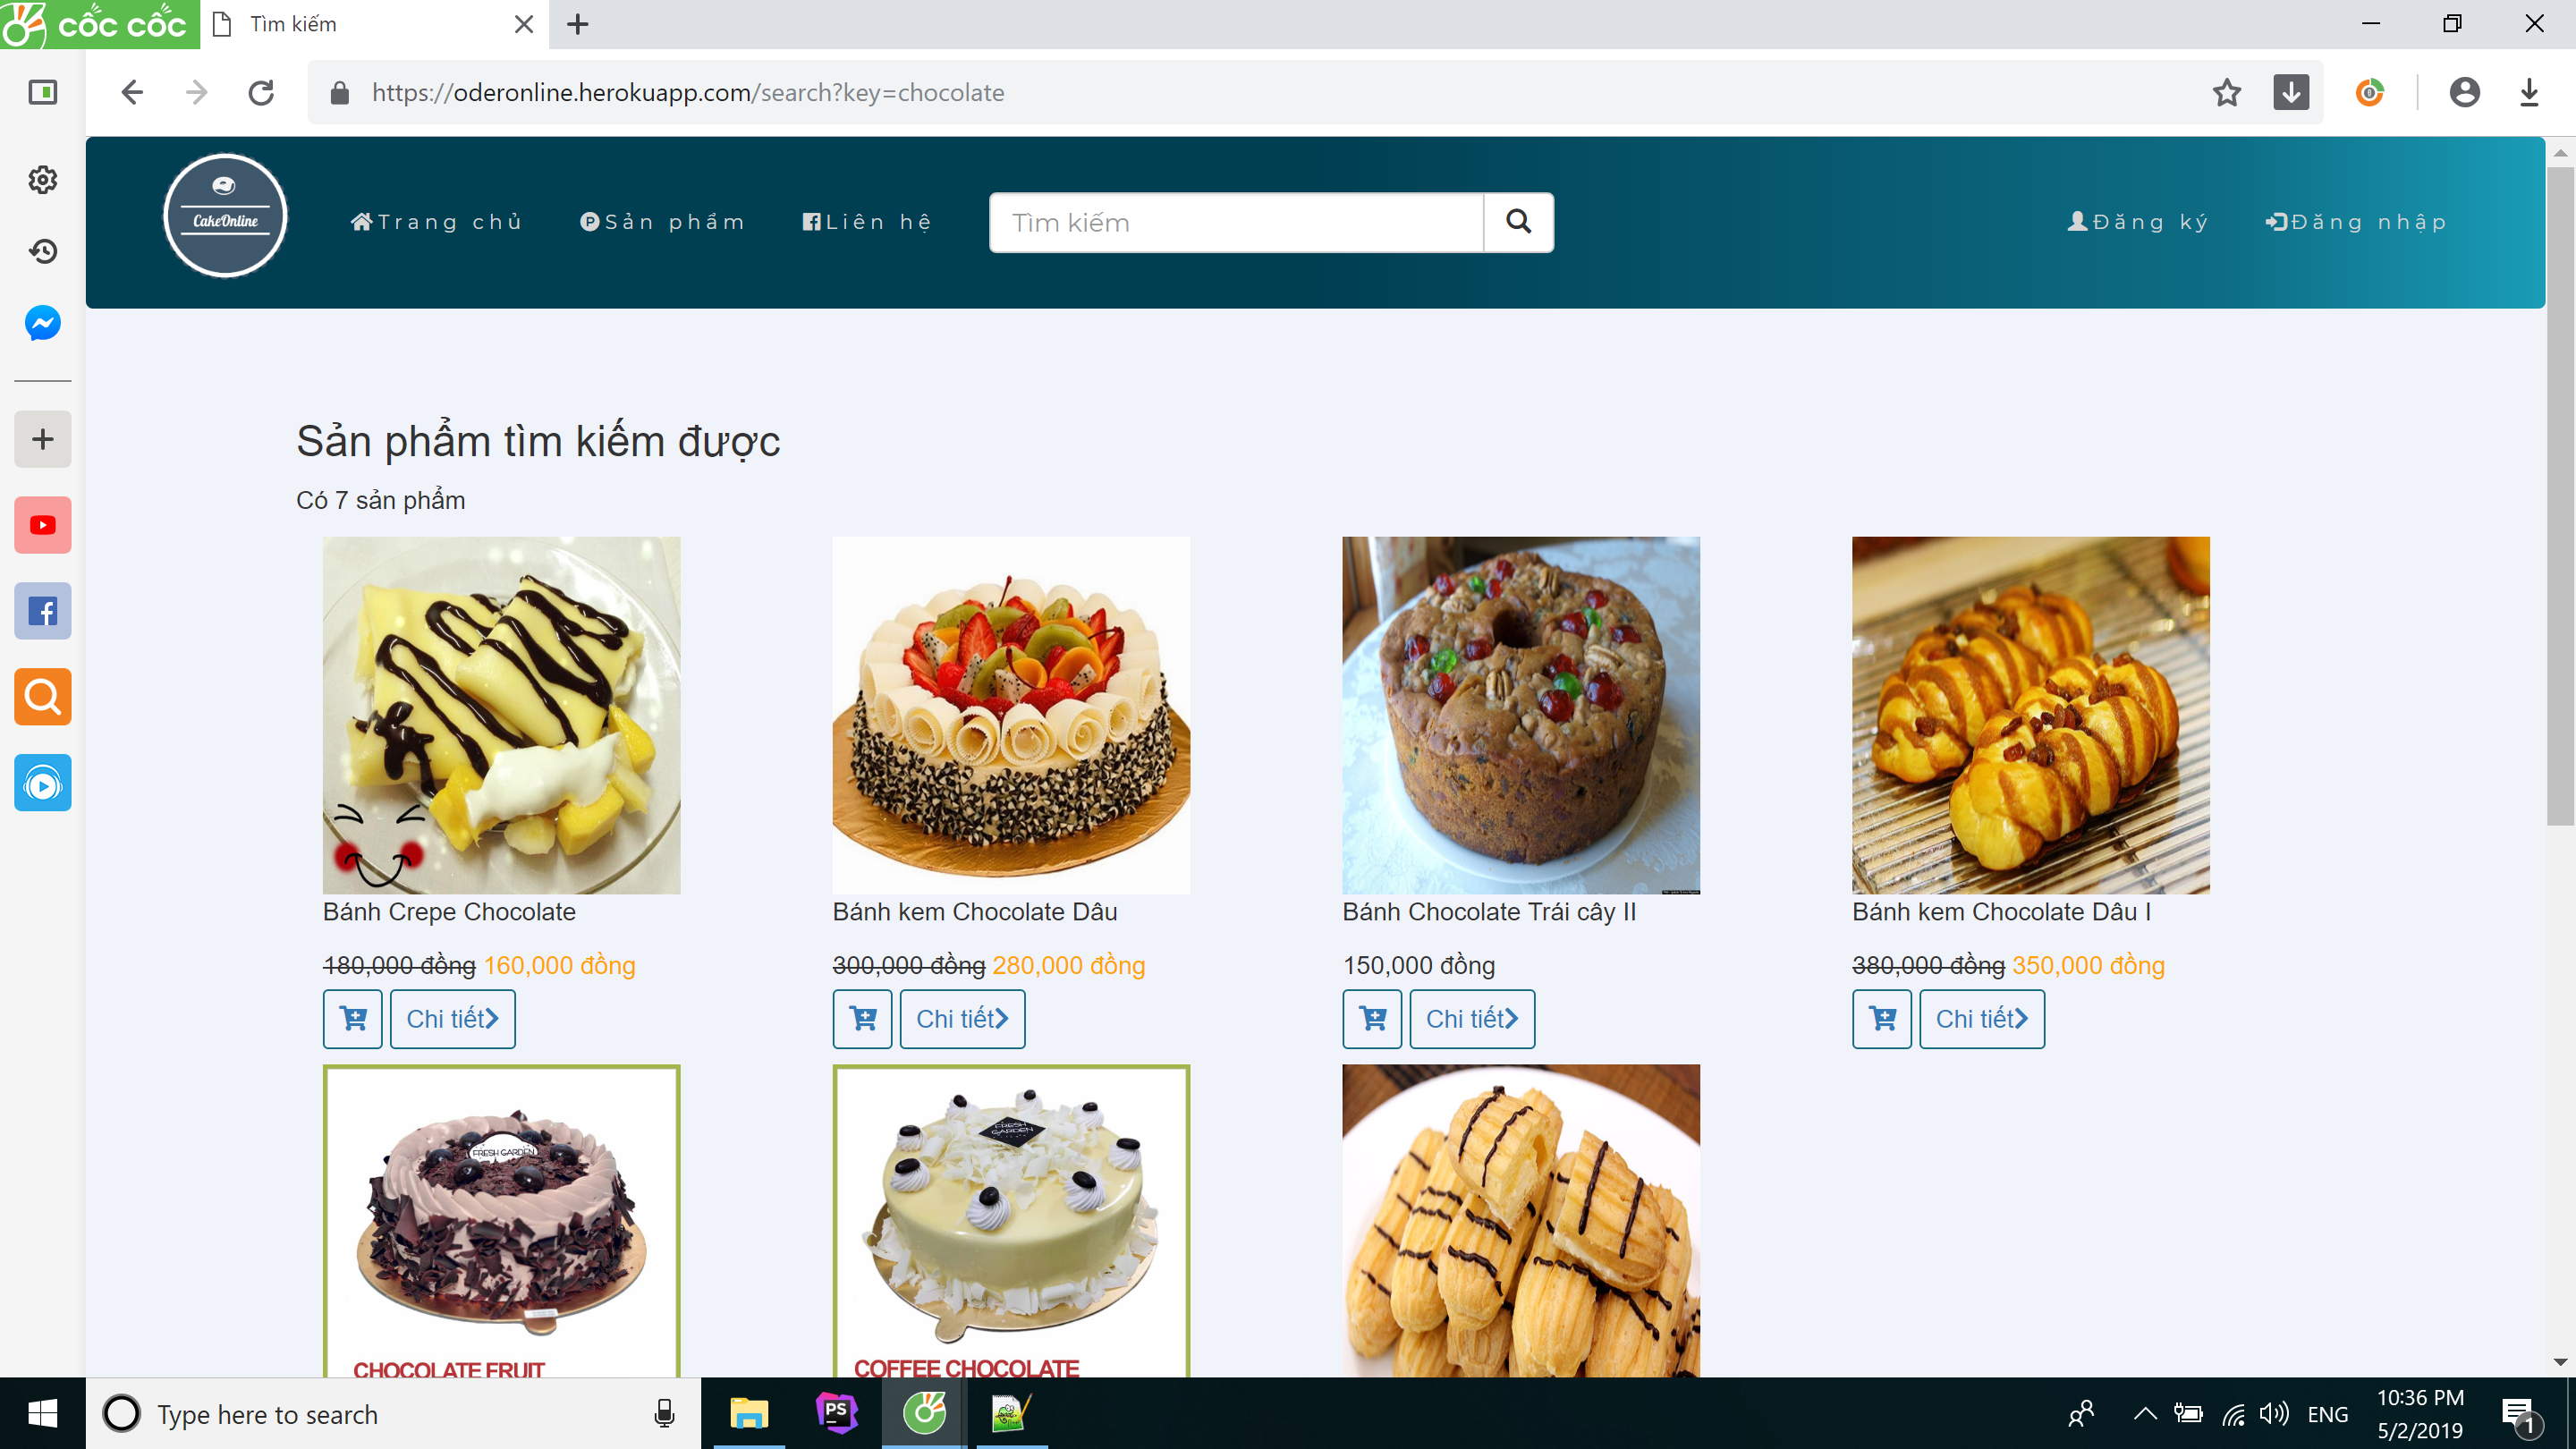 cốc cốc
Tìm kiếm
https://oderonline.herokuapp.com/search?key=chocolate
CakeOnline
Trang chủ
Sản phẩm
Liên hệ
Tìm kiếm
Đăng ký
Đăng nhập
Sản phẩm tìm kiếm được
Có 7 sản phẩm
Bánh Crepe Chocolate
180,000 đồng 160,000 đồng
Chi tiết
Bánh kem Chocolate Dâu
300,000 đồng 280,000 đồng
Chi tiết
Bánh Chocolate Trái cây II
150,000 đồng
Chi tiết
Bánh kem Chocolate Dâu I
380,000 đồng 350,000 đồng
Chi tiết
FRESH GARDEN
CHOCOLATE FRUIT
FRESH GARDEN
COFFEE CHOCOLATE
Type here to search
PS
ENG
10:36 PM
5/2/2019
1